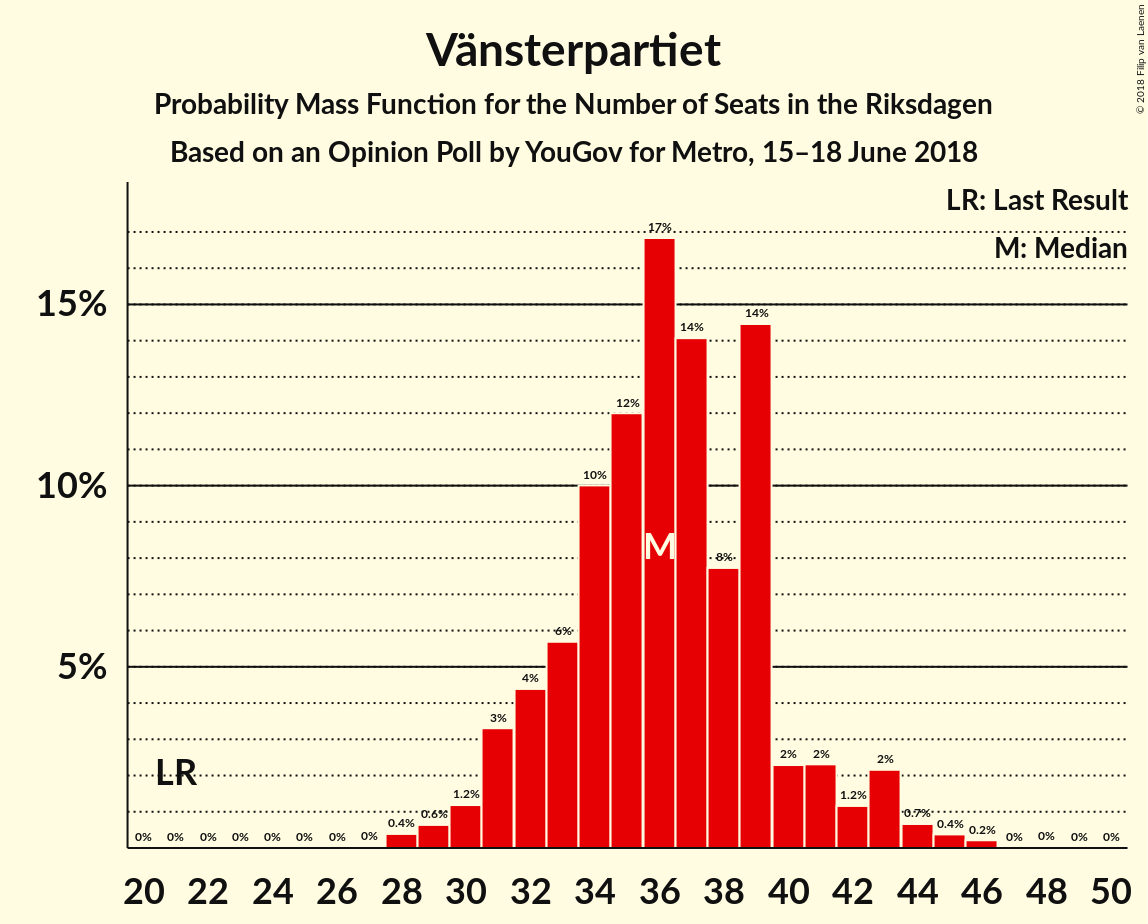 Vänsterpartiet
Probability Mass Function for the Number of Seats in the Riksdagen
Based on an Opinion Poll by YouGov for Metro, 15–18 June 2018
© 2018 Filip van Laenen
LR: Last Result
M: Median
15%
10%
5%
LR
M
0% 0% 0% 0% 0% 0% 0% 0% 0.4% 0.6% 1.2% 3% 4% 6% 10% 12% 17% 14% 8% 14% 2% 2% 1.2% 2% 0.7% 0.4% 0.2% 0% 0% 0% 0%
20 22 24 26 28 30 32 34 36 38 40 42 44 46 48 50